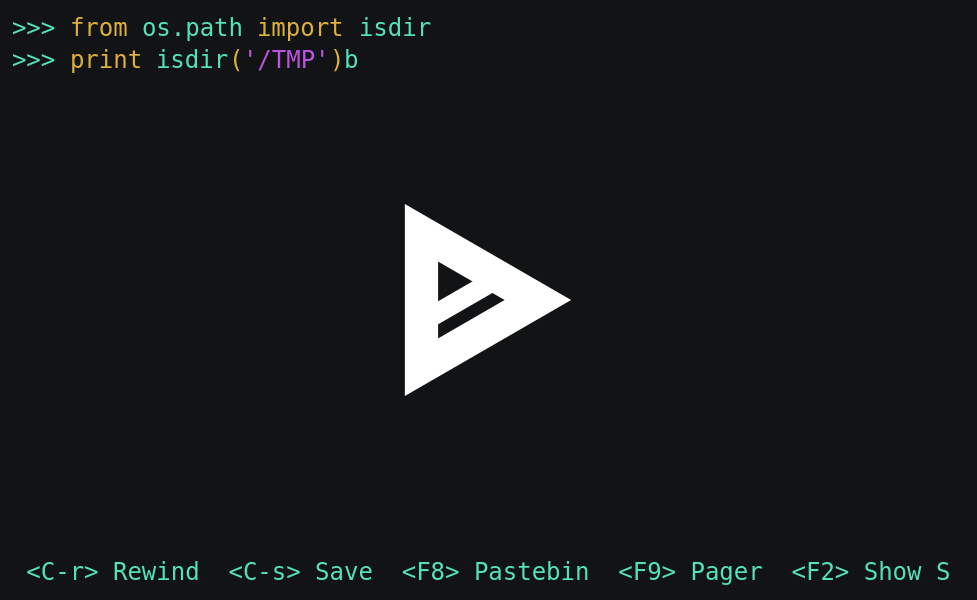 >>> from os.path import isdir
>>> print isdir('/TMP')b
<C-r> Rewind  <C-s> Save  <F8> Pastebin  <F9> Pager  <F2> Show S